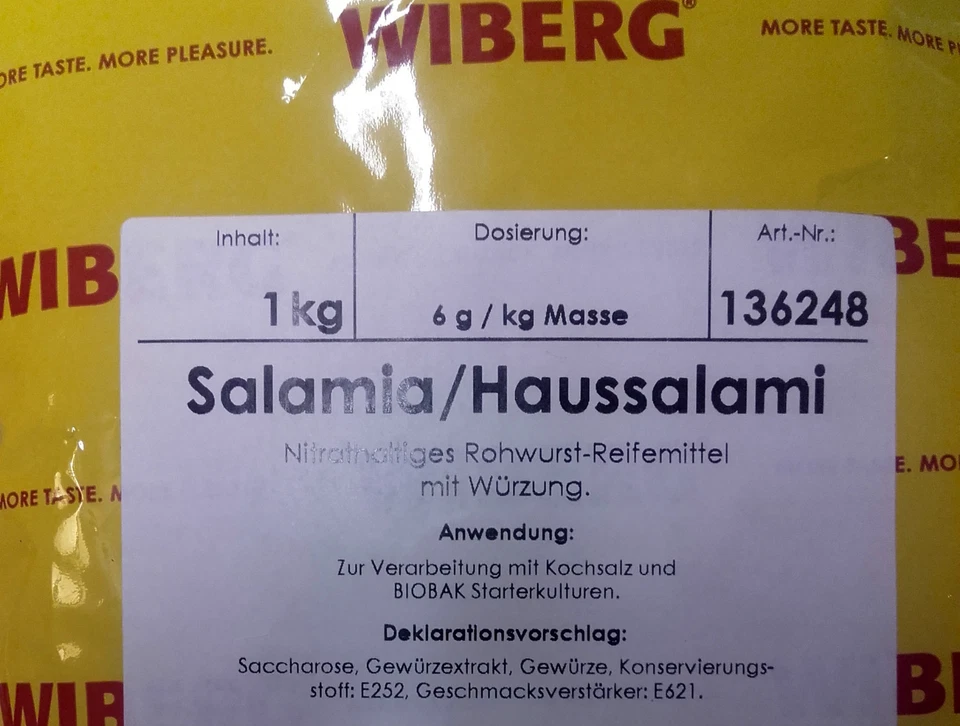 ORE TASTE. MORE PLEASURE.
WIBERG®
MORE TASTE. MORE P
WIB
BE
Inhalt:
Dosierung:
Art.-Nr.:
1 kg
6 g / kg Masse
136248
Salamia/Haussalami
Nitrathaltiges Rohwurst-Reifemittel
mit Würzung.
E. MO
MORE TASTE. M
Anwendung:
Zur Verarbeitung mit Kochsalz und
BIOBAK Starterkulturen.
Deklarationsvorschlag:
Saccharose, Gewürzextrakt, Gewürze, Konservierungs-
stoff: E252, Geschmacksverstärker: E621.
WIB
BE